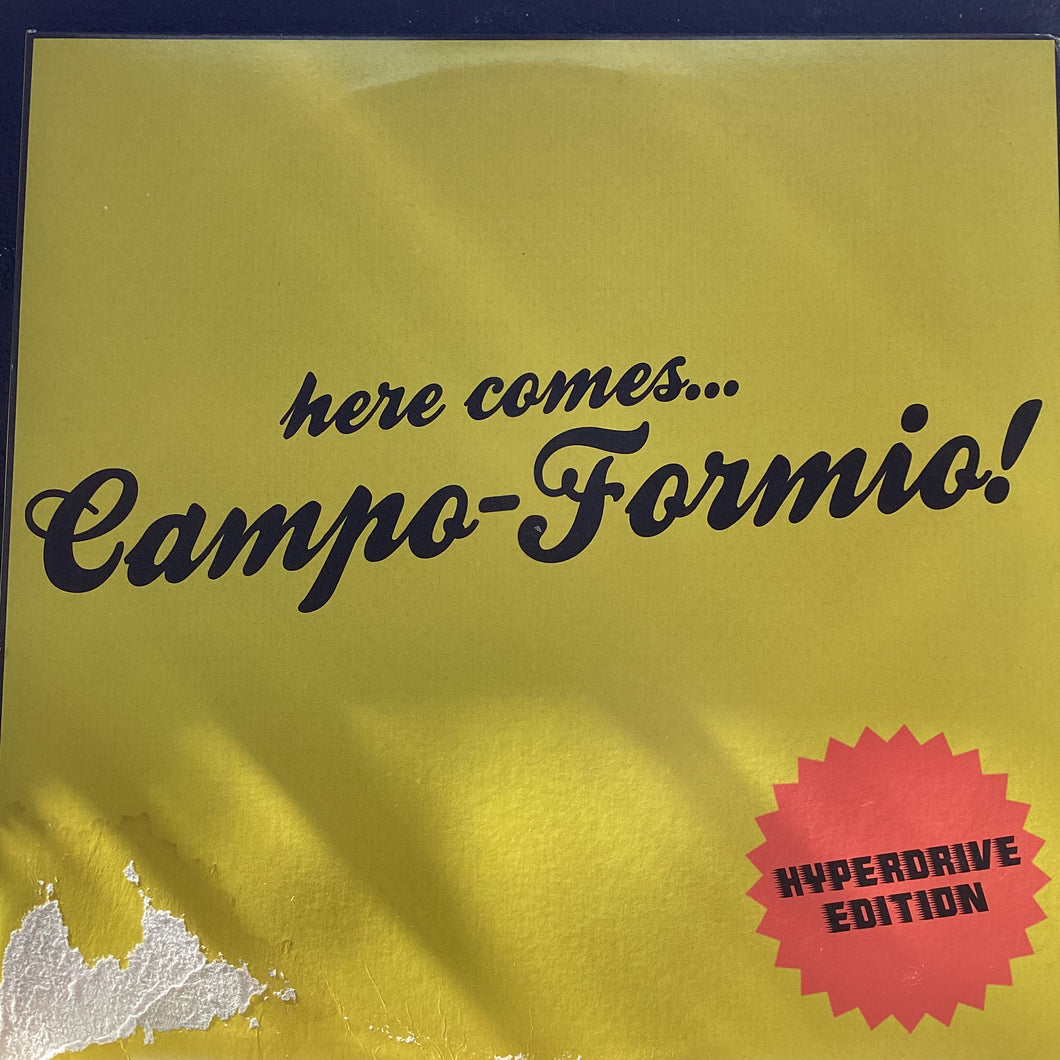 here comes...
Campo-Formio!
HYPERDRIVE
EDITION